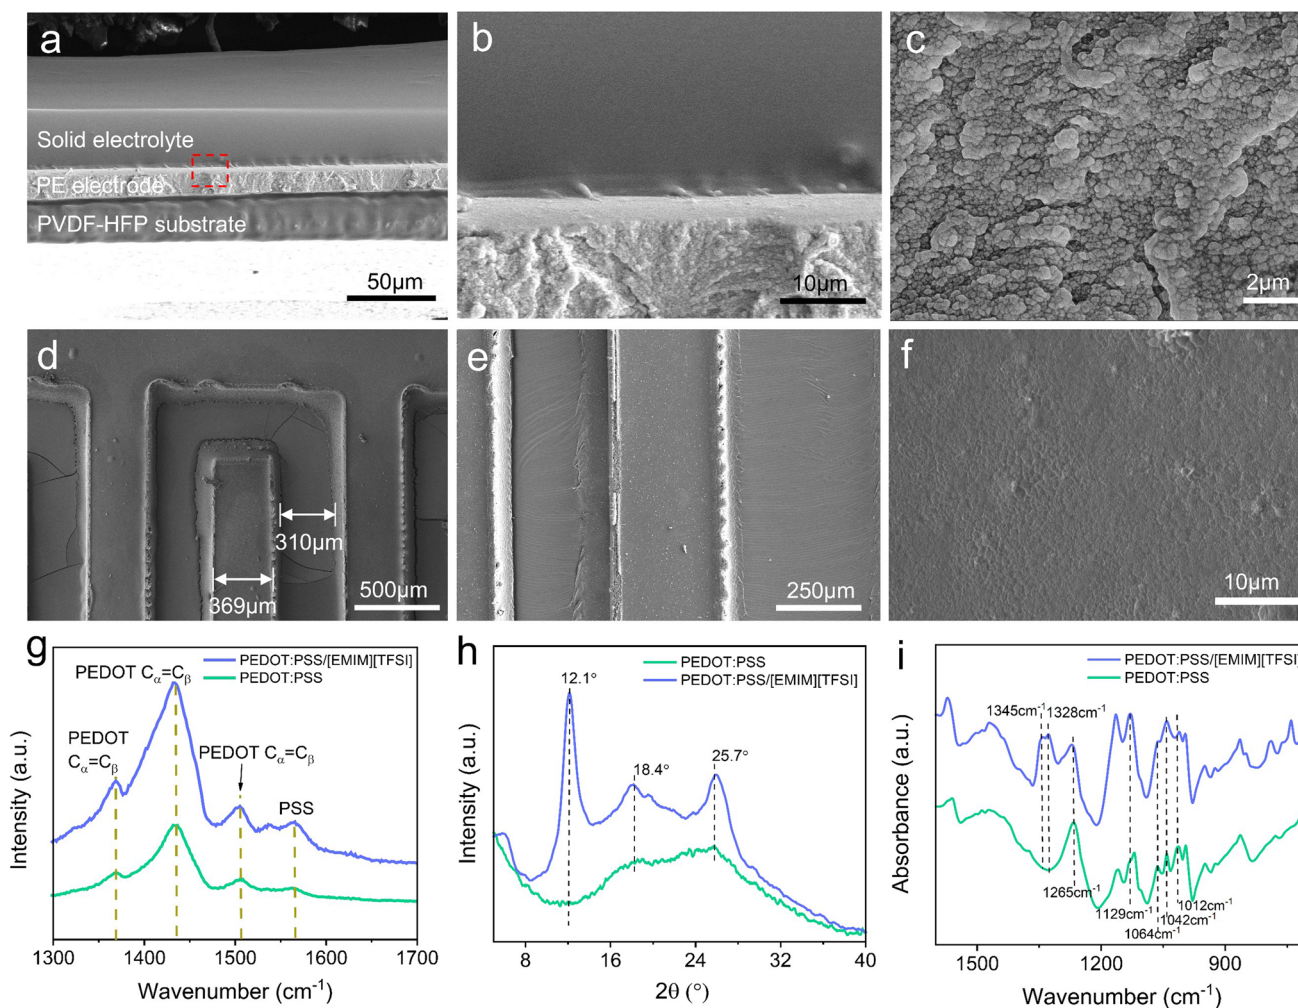 a
Solid electrolyte
PE electrode
PVDF-HFP substrate
50μm
b
10μm
c
2μm
d
310μm
369μm
500μm
e
250μm
f
10μm
g
PEDOT:PSS/[EMIM][TFSI]
PEDOT:PSS
PEDOT Cα=Cβ
PEDOT
Cα=Cβ
PEDOT Cα=Cβ
PSS
Intensity (a.u.)
1300 1400 1500 1600 1700
Wavenumber (cm⁻¹)
h
PEDOT:PSS
PEDOT:PSS/[EMIM][TFSI]
12.1°
18.4°
25.7°
Intensity (a.u.)
8 16 24 32 40
2θ (°)
i
PEDOT:PSS/[EMIM][TFSI]
PEDOT:PSS
1345cm⁻¹
1328cm⁻¹
1265cm⁻¹
1129cm⁻¹
1064cm⁻¹
1042cm⁻¹
1012cm⁻¹
Absorbance (a.u.)
1500 1200 900
Wavenumber (cm⁻¹)